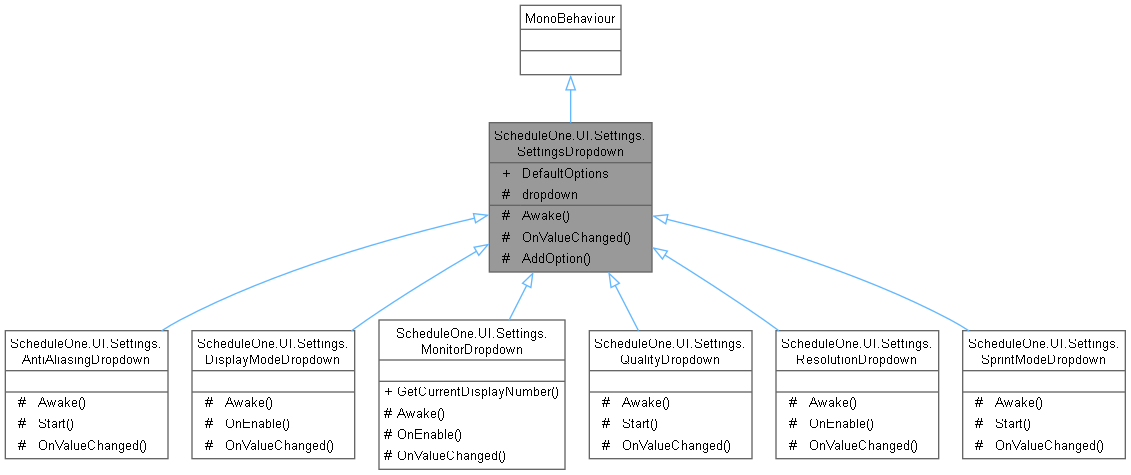 MonoBehaviour
ScheduleOne.UI.Settings.
SettingsDropdown
+ DefaultOptions
# dropdown
# Awake()
# OnValueChanged()
# AddOption()
ScheduleOne.UI.Settings.
AntiAliasingDropdown
# Awake()
# Start()
# OnValueChanged()
ScheduleOne.UI.Settings.
DisplayModeDropdown
# Awake()
# OnEnable()
# OnValueChanged()
ScheduleOne.UI.Settings.
MonitorDropdown
+ GetCurrentDisplayNumber()
# Awake()
# OnEnable()
# OnValueChanged()
ScheduleOne.UI.Settings.
QualityDropdown
# Awake()
# Start()
# OnValueChanged()
ScheduleOne.UI.Settings.
ResolutionDropdown
# Awake()
# OnEnable()
# OnValueChanged()
ScheduleOne.UI.Settings.
SprintModeDropdown
# Awake()
# Start()
# OnValueChanged()